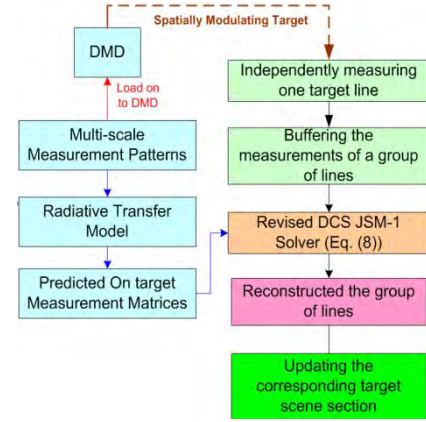 Spatially Modulating Target
DMD
Load on
to DMD
Multi-scale
Measurement Patterns
Radiative Transfer
Model
Predicted On target
Measurement Matrices
Independently measuring
one target line
Buffering the
measurements of a group
of lines
Revised DCS JSM-1
Solver (Eq. (8))
Reconstructed the group
of lines
Updating the
corresponding target
scene section